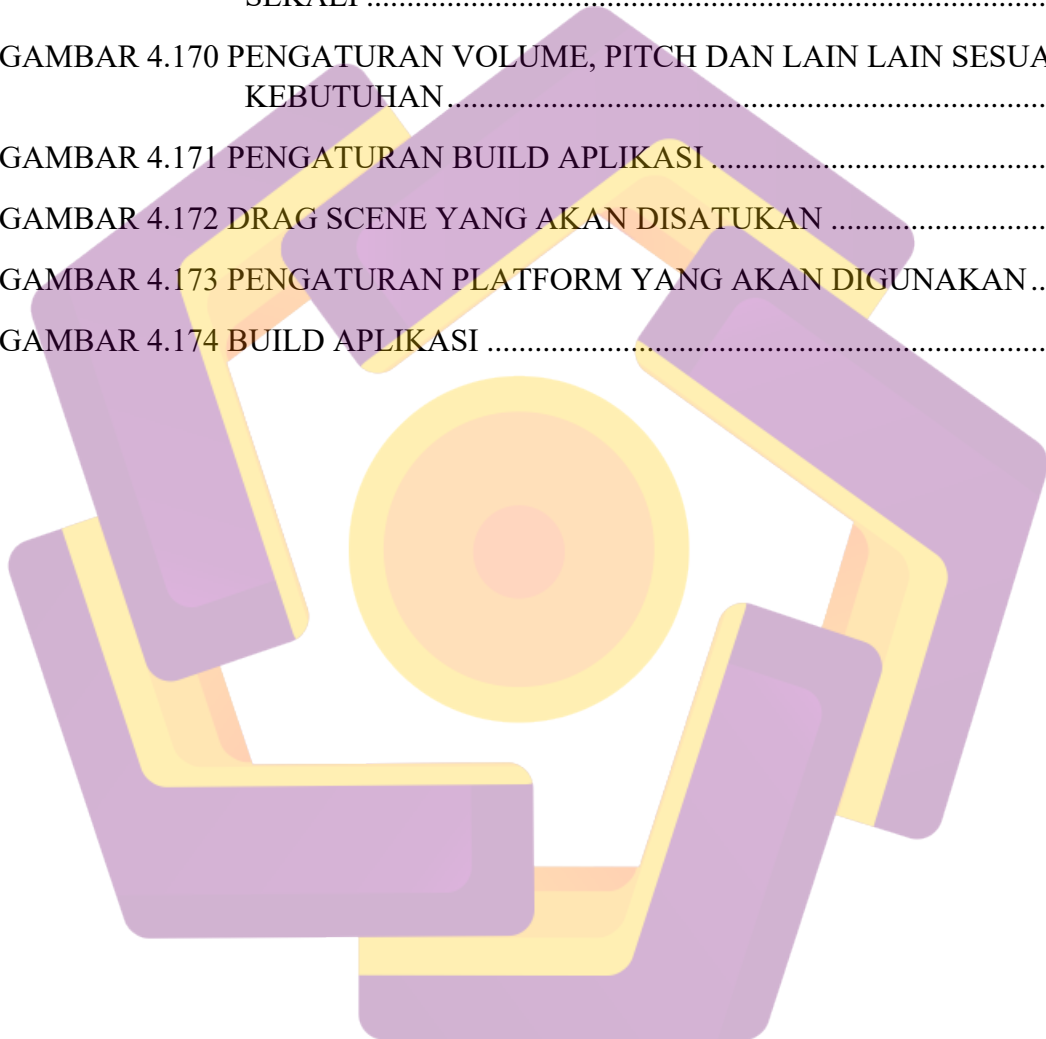 SEKALI ..............................................................................
GAMBAR 4.170 PENGATURAN VOLUME, PITCH DAN LAIN LAIN
KEBUTUHAN...........................................................................
GAMBAR 4.171 PENGATURAN BUILD APLIKASI ..........................................
GAMBAR 4.172 DRAG SCENE YANG AKAN DISATUKAN ...........................
GAMBAR 4.173 PENGATURAN PLATFORM YANG AKAN DIGUNAKAN..
GAMBAR 4.174 BUILD APLIKASI ......................................................................